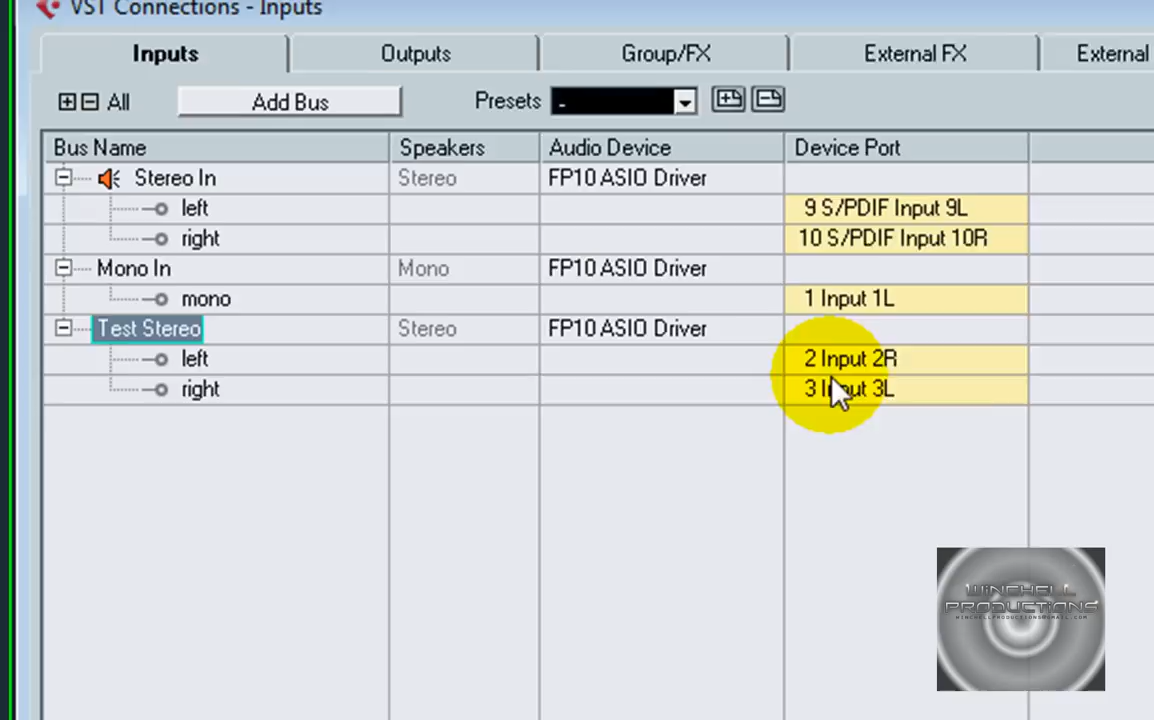 VST Connections - Inputs
Inputs Outputs Group/FX External FX External
All Add Bus Presets -
Bus Name Speakers Audio Device Device Port
Stereo In Stereo FP10 ASIO Driver
left 9 S/PDIF Input 9L
right 10 S/PDIF Input 10R
Mono In Mono FP10 ASIO Driver
mono 1 Input 1L
Test Stereo Stereo FP10 ASIO Driver
left 2 Input 2R
right 3 Input 3L
WINCHELL
PRODUCTIONS
WINCHELLPRODUCTIONS@GMAIL.COM